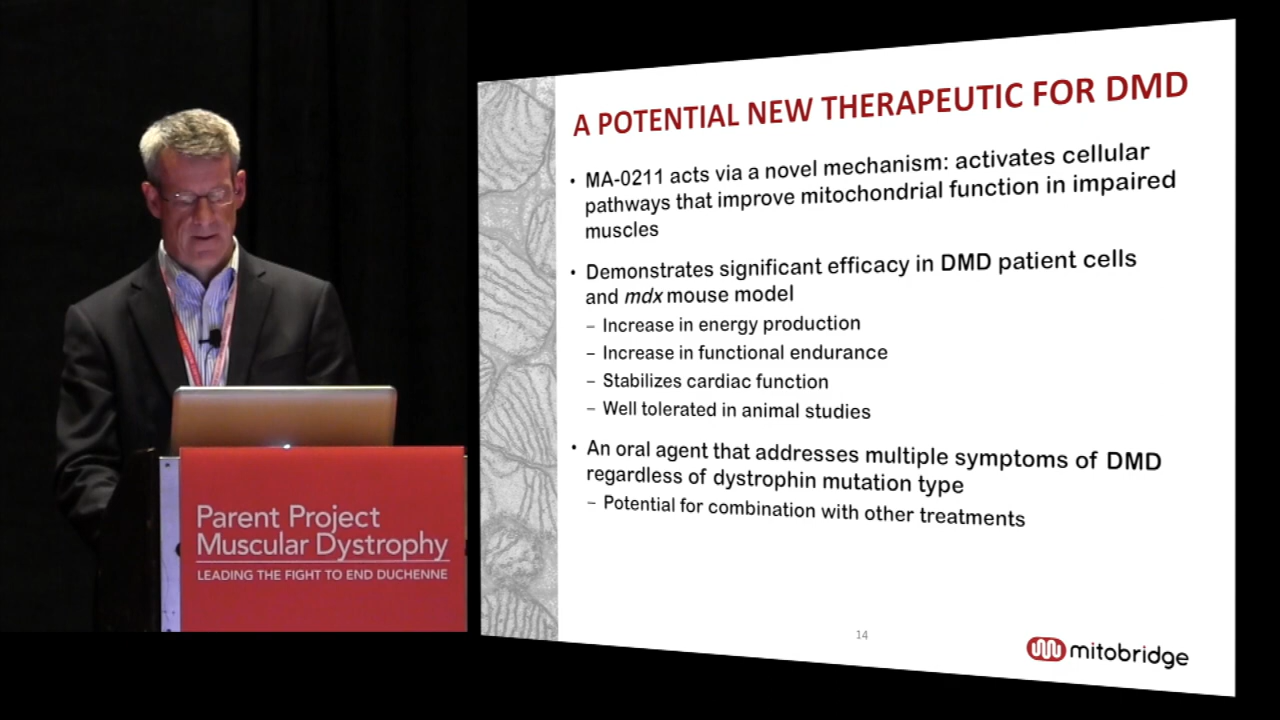 A POTENTIAL NEW THERAPEUTIC FOR DMD
• MA-0211 acts via a novel mechanism: activates cellular
pathways that improve mitochondrial function in impaired
muscles
• Demonstrates significant efficacy in DMD patient cells
and mdx mouse model
– Increase in energy production
– Increase in functional endurance
– Stabilizes cardiac function
– Well tolerated in animal studies
• An oral agent that addresses multiple symptoms of DMD
regardless of dystrophin mutation type
– Potential for combination with other treatments
14
mitobridge
Parent Project
Muscular Dystrophy
LEADING THE FIGHT TO END DUCHENNE